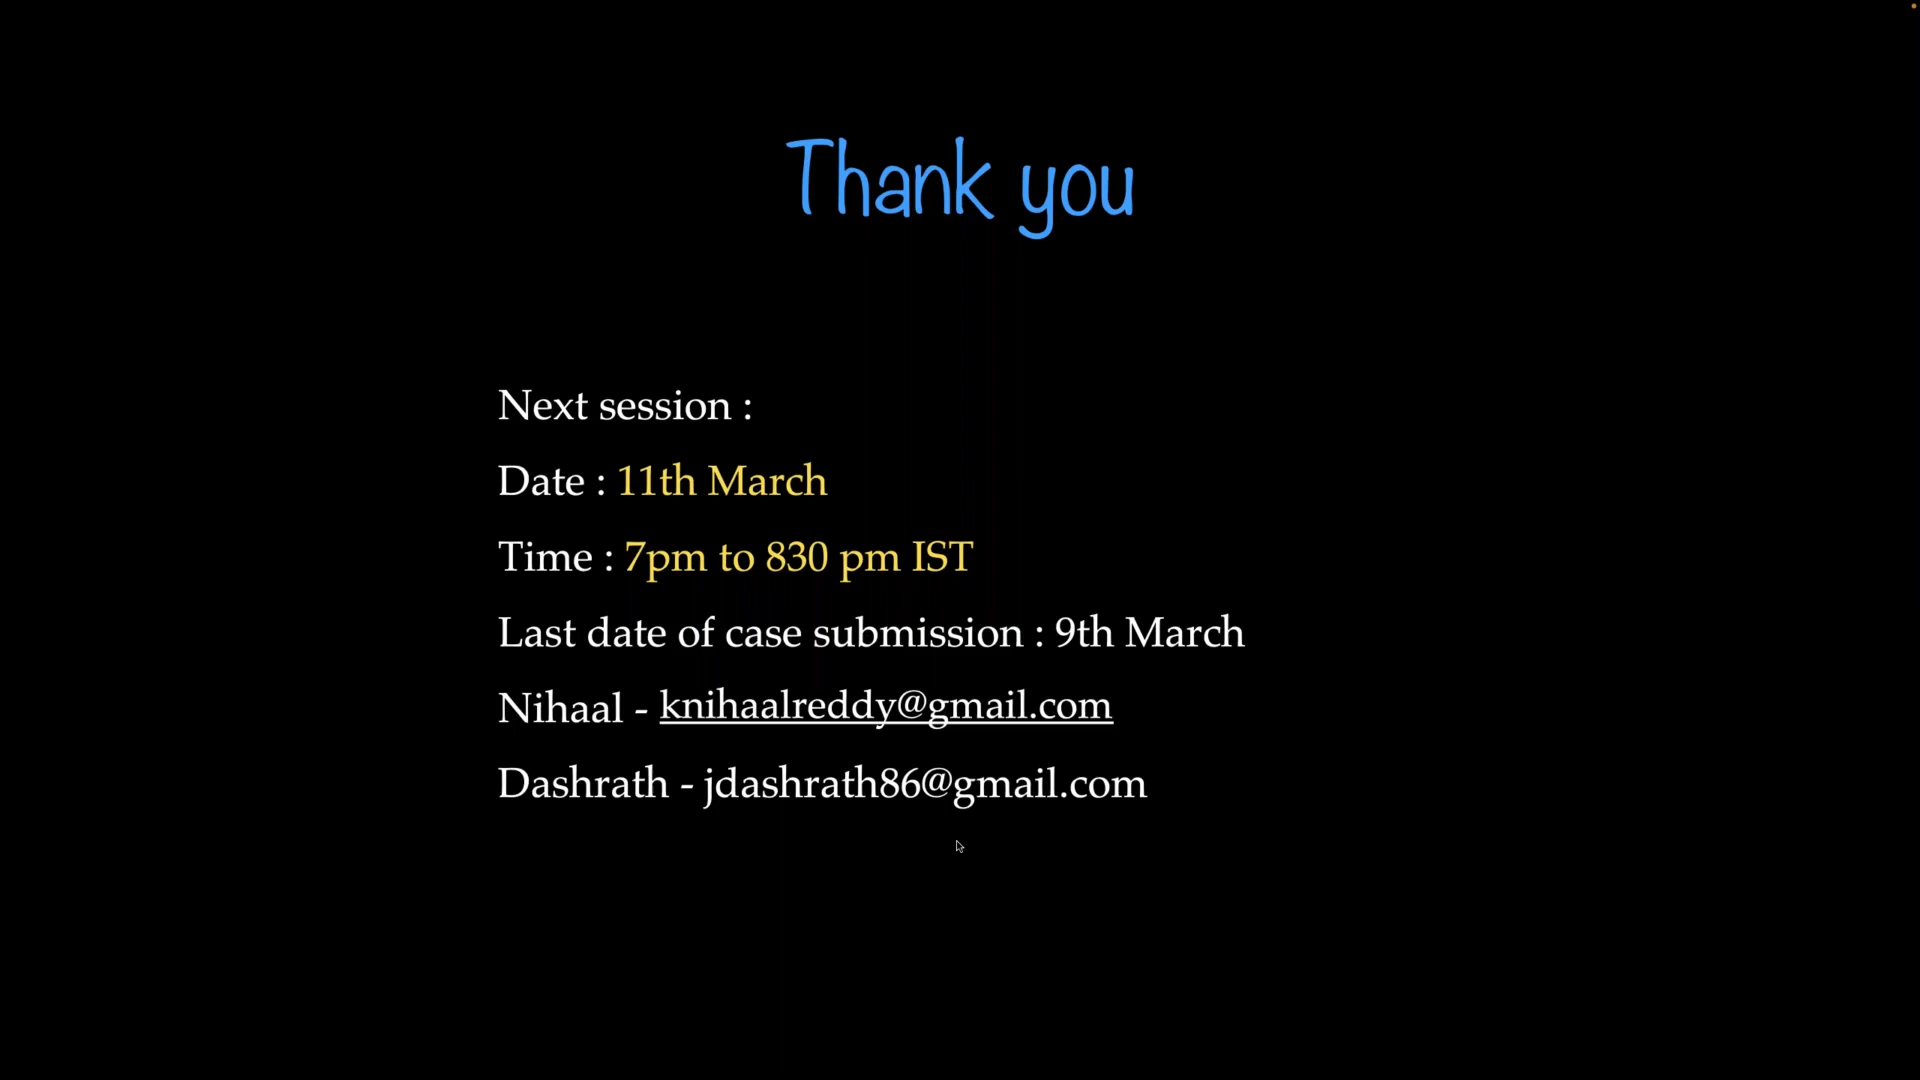 Thank you
Next session :
Date : 11th March
Time : 7pm to 830 pm IST
Last date of case submission : 9th March
Nihaal - knihaalreddy@gmail.com
Dashrath - jdashrath86@gmail.com